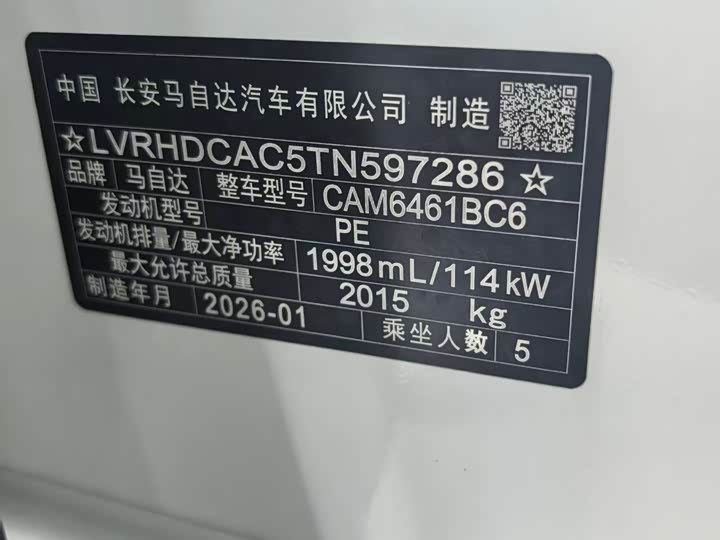 中国 长安马自达汽车有限公司 制造
☆LVRHDCAC5TN597286☆
品牌 马自达 整车型号 CAM6461BC6
发动机型号 PE
发动机排量/最大净功率 1998mL/114kW
最大允许总质量 2015 kg
制造年月 2026-01 乘坐人数 5